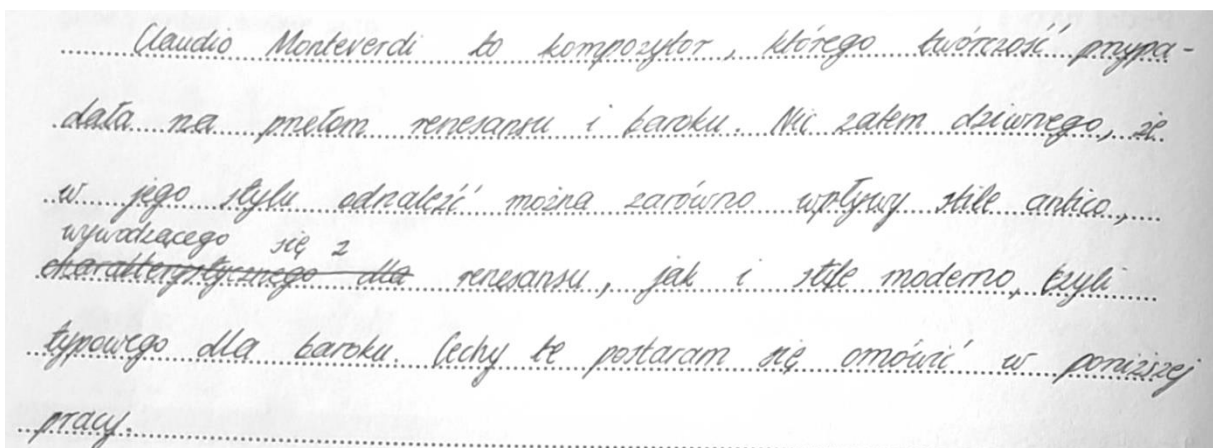 Claudio Monteverdi to kompozytor, którego twórczość przypa-
dała na przełom renesansu i baroku. Nic zatem dziwnego, że
w jego stylu odnaleźć można zarówno wpływy stile antico,
wywodzącego się z
charakterystycznego dla renesansu, jak i stile moderno, czyli
typowego dla baroku. Cechy te postaram się omówić w poniższej
pracy.